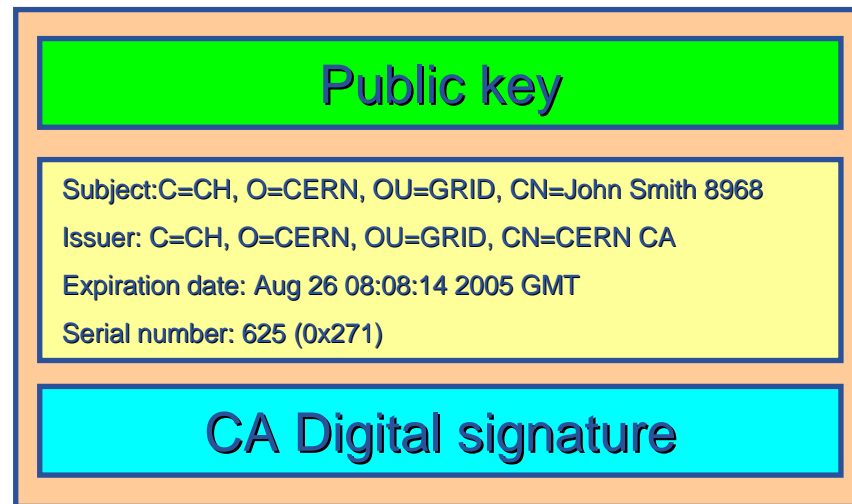 Public key
Subject:C=CH, O=CERN, OU=GRID, CN=John Smith 8968
Issuer: C=CH, O=CERN, OU=GRID, CN=CERN CA
Expiration date: Aug 26 08:08:14 2005 GMT
Serial number: 625 (0x271)
CA Digital signature